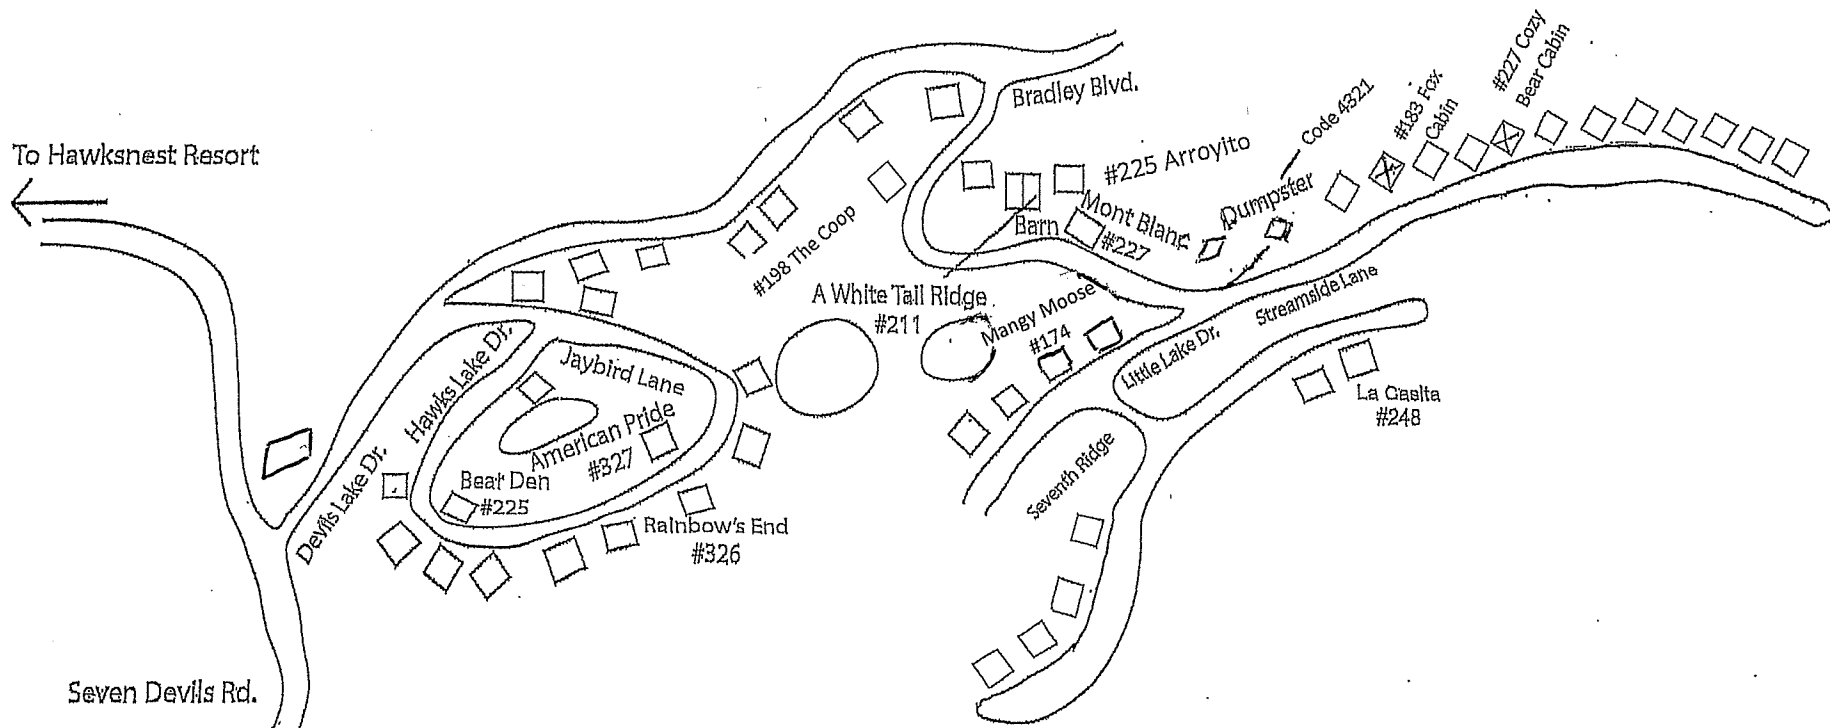 #227 Cozy
Bear Cabin
#183 Fox
Cabin
Code 4321
Bradley Blvd.
To Hawksnest Resort
#225 Arroyito
Dumpster
Mont Blanc
#227
Barn
#198 The Coop
A White Tail Ridge
#211
Mangy Moose
#174
Streamside Lane
Little Lake Dr.
Hawks Lake Dr.
Jaybird Lane
La Casita
#248
American Pride
#327
Bear Den
#225
Devils Lake Dr.
Seventh Ridge
Rainbow's End
#326
Seven Devils Rd.